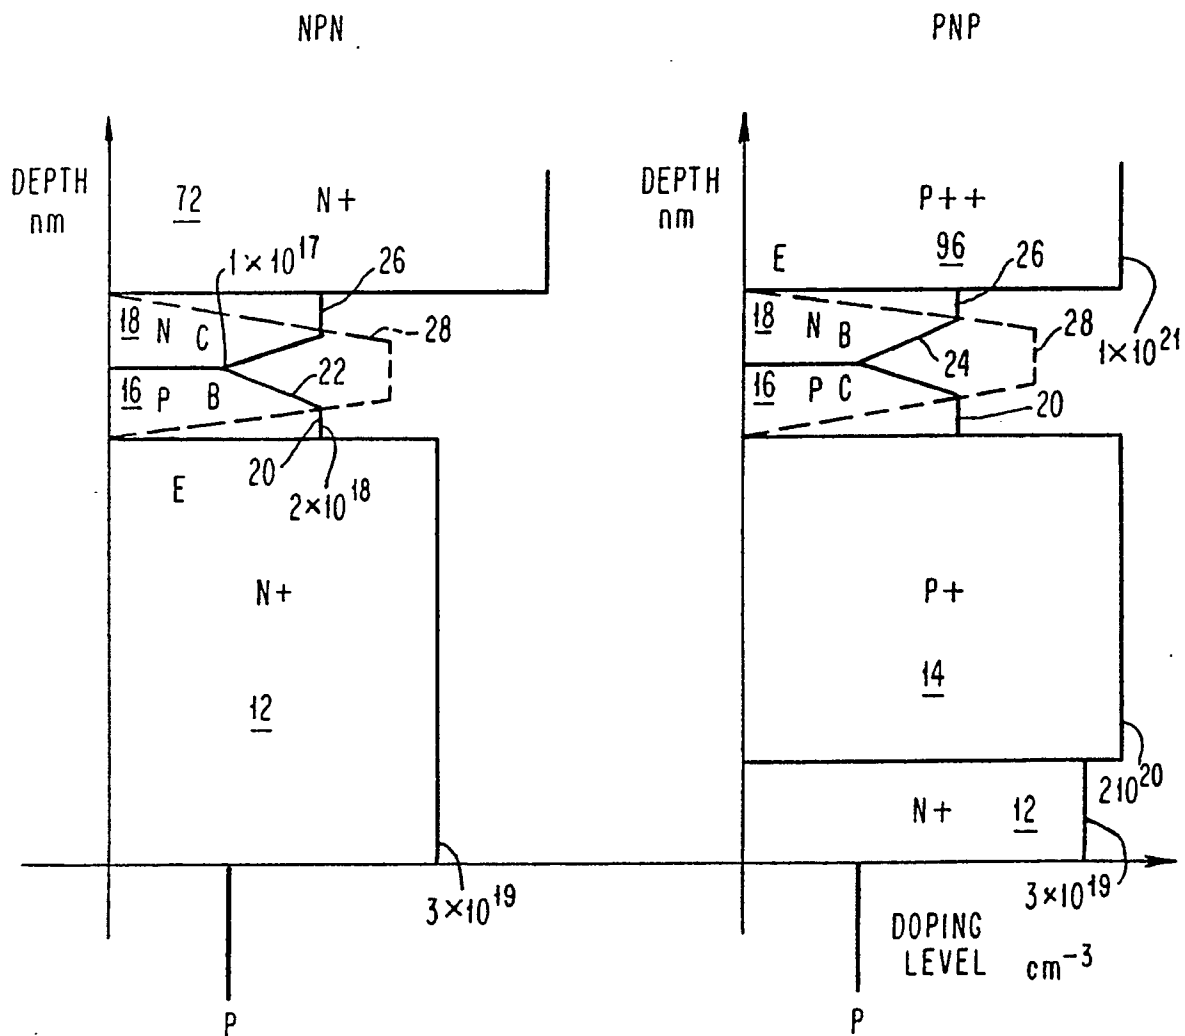 NPN
DEPTH
nm
72
N+
1×10^17
26
18 N C
28
16 P B
22
20
2×10^18
E
N+
12
3×10^19
P
PNP
DEPTH
nm
P++
96
E
26
18 N B
28
1×10^21
24
16 P C
20
P+
14
210^20
N+ 12
3×10^19
DOPING
LEVEL cm^-3
P